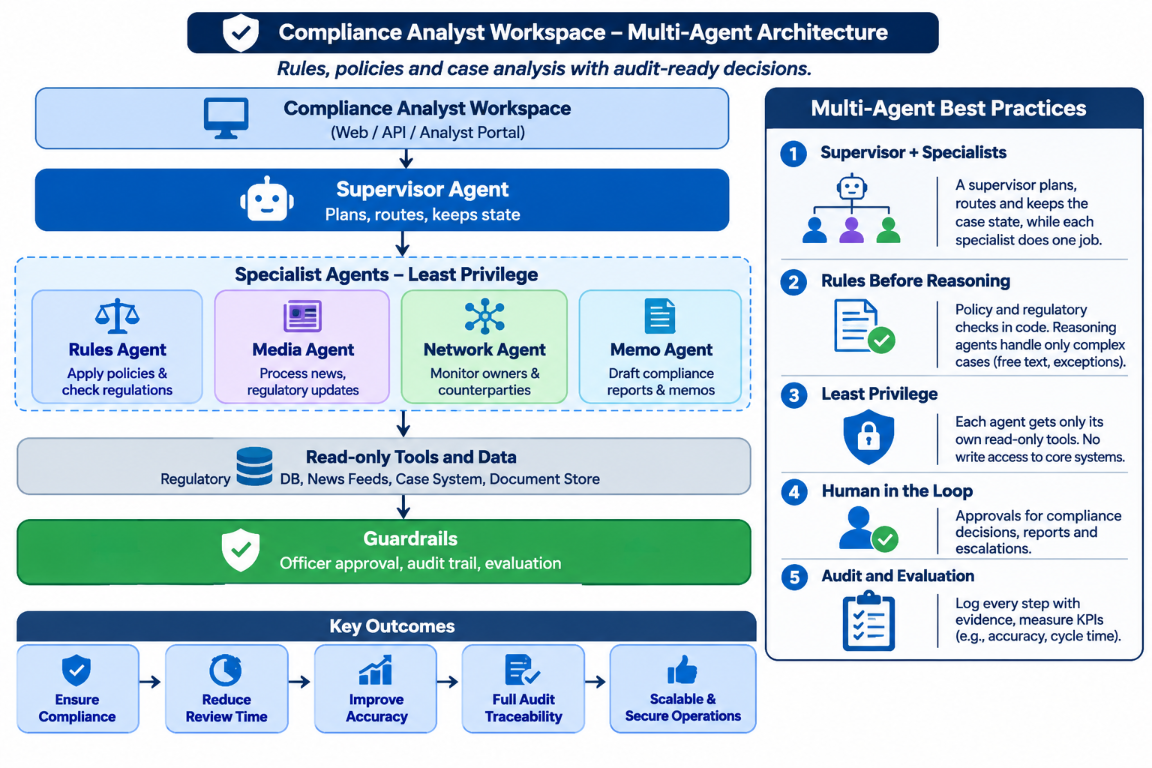 Compliance Analyst Workspace – Multi-Agent Architecture
Rules, policies and case analysis with audit-ready decisions.
Compliance Analyst Workspace
(Web / API / Analyst Portal)
Supervisor Agent
Plans, routes, keeps state
Specialist Agents – Least Privilege
Rules Agent
Apply policies &
check regulations
Media Agent
Process news,
regulatory updates
Network Agent
Monitor owners &
counterparties
Memo Agent
Draft compliance
reports & memos
Read-only Tools and Data
Regulatory DB, News Feeds, Case System, Document Store
Guardrails
Officer approval, audit trail, evaluation
Key Outcomes
Ensure
Compliance
Reduce
Review Time
Improve
Accuracy
Full Audit
Traceability
Scalable &
Secure Operations
Multi-Agent Best Practices
1 Supervisor + Specialists
A supervisor plans,
routes and keeps the
case state, while each
specialist does one job.
2 Rules Before Reasoning
Policy and regulatory
checks in code. Reasoning
agents handle only complex
cases (free text, exceptions).
3 Least Privilege
Each agent gets only its
own read-only tools. No
write access to core systems.
4 Human in the Loop
Approvals for compliance
decisions, reports and
escalations.
5 Audit and Evaluation
Log every step with
evidence, measure KPIs
(e.g., accuracy, cycle time).